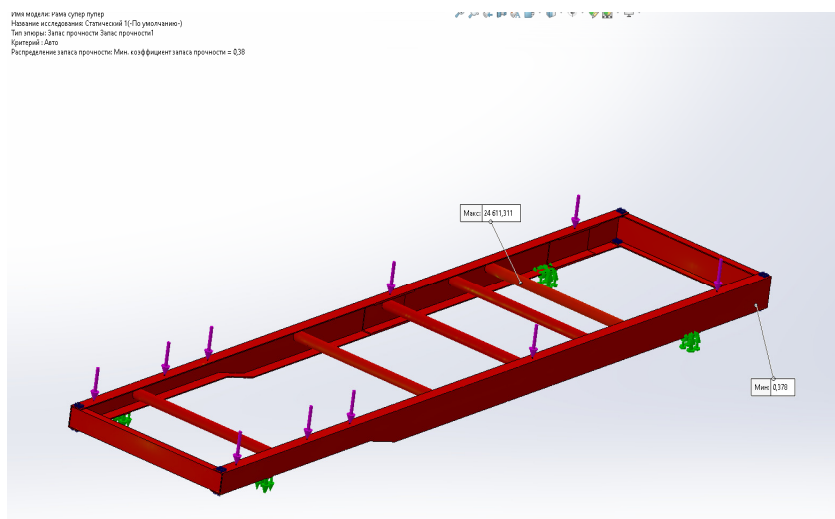 Имя модели: Рама супер пупер
Название исследования: Статический 1(-По умолчанию-)
Тип эпюры: Запас прочности Запас прочности1
Критерий : Авто
Распределение запаса прочности: Мин. коэффициент запаса прочности = 0,38
Макс: 24 611,311
Мин: 0,378